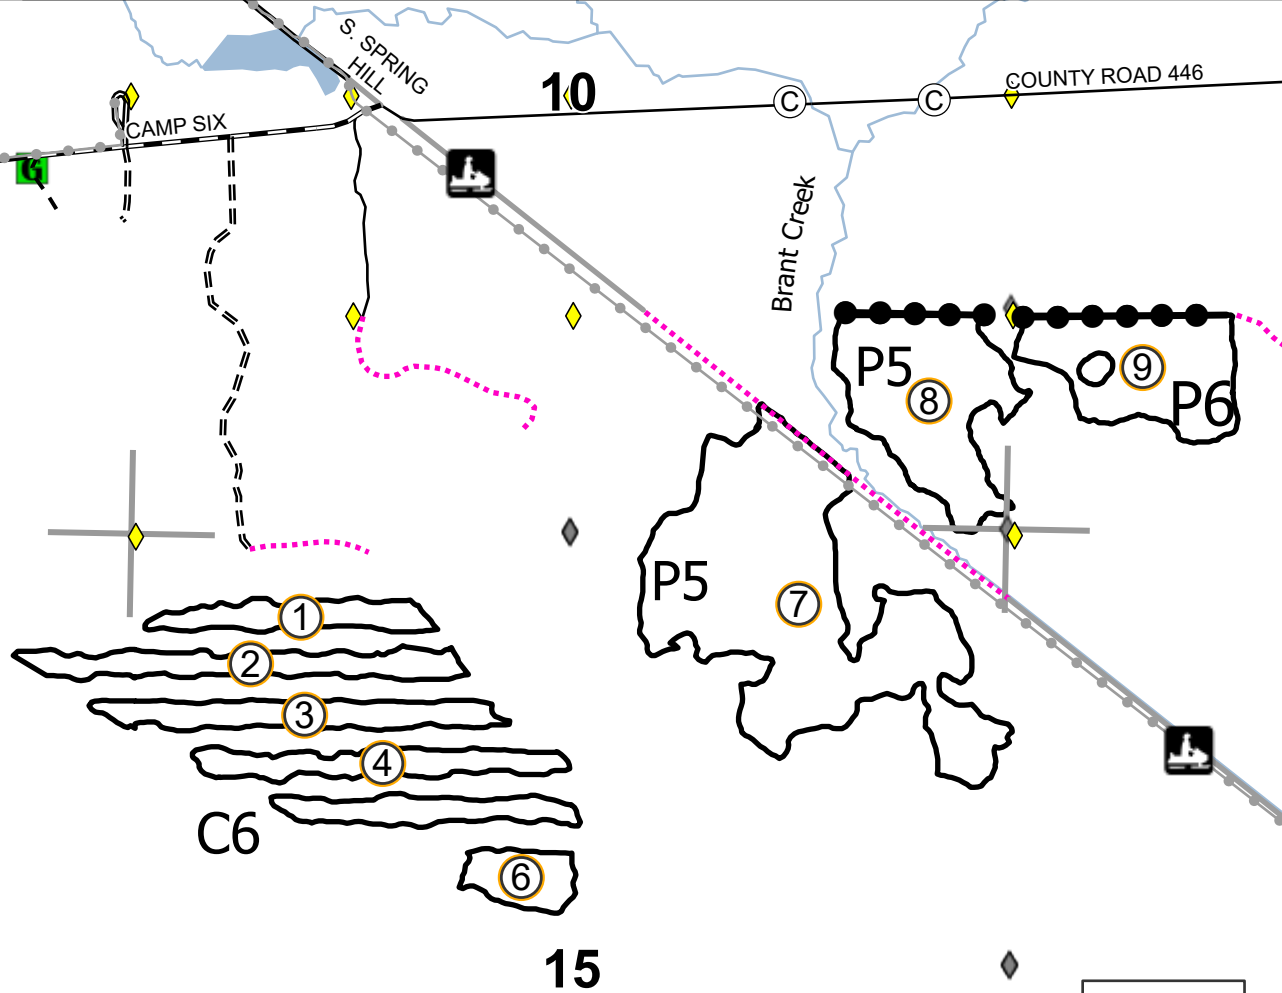 S. SPRING
HILL
10
COUNTY ROAD 446
C
C
CAMP SIX
G
Brant Creek
P5
8
9
P6
P5
7
1
2
3
4
C6
6
15